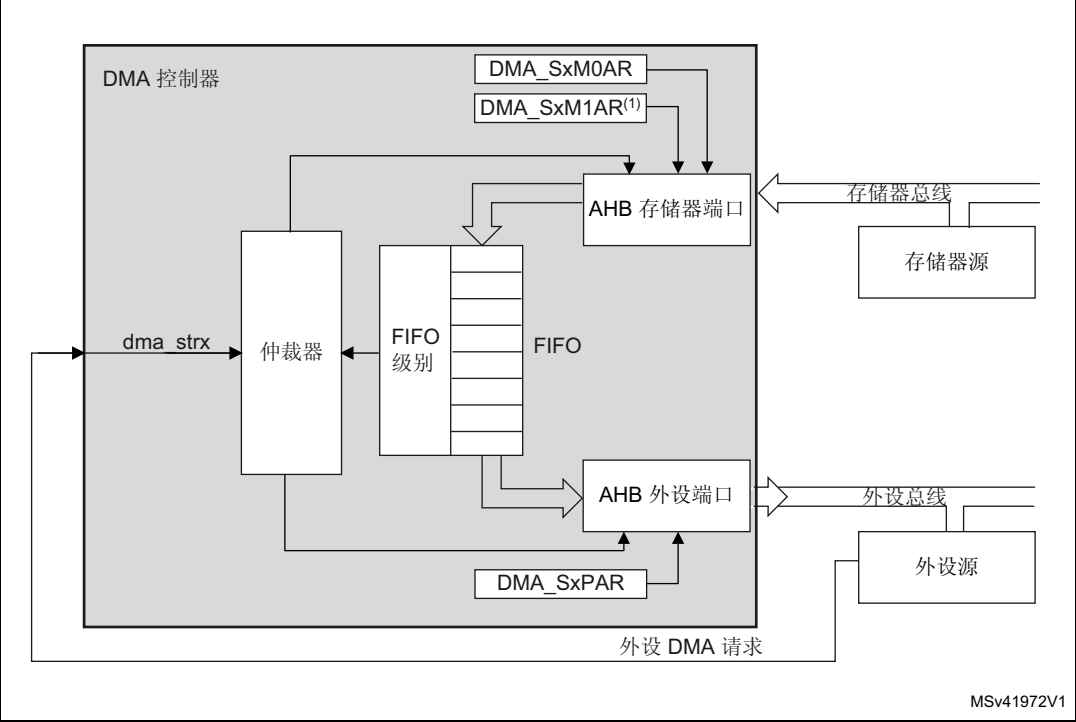 DMA 控制器
DMA_SxM0AR
DMA_SxM1AR(1)
AHB 存储器端口
存储器总线
存储器源
dma_strx
仲裁器
FIFO
级别
FIFO
AHB 外设端口
外设总线
外设源
DMA_SxPAR
外设 DMA 请求
MSv41972V1